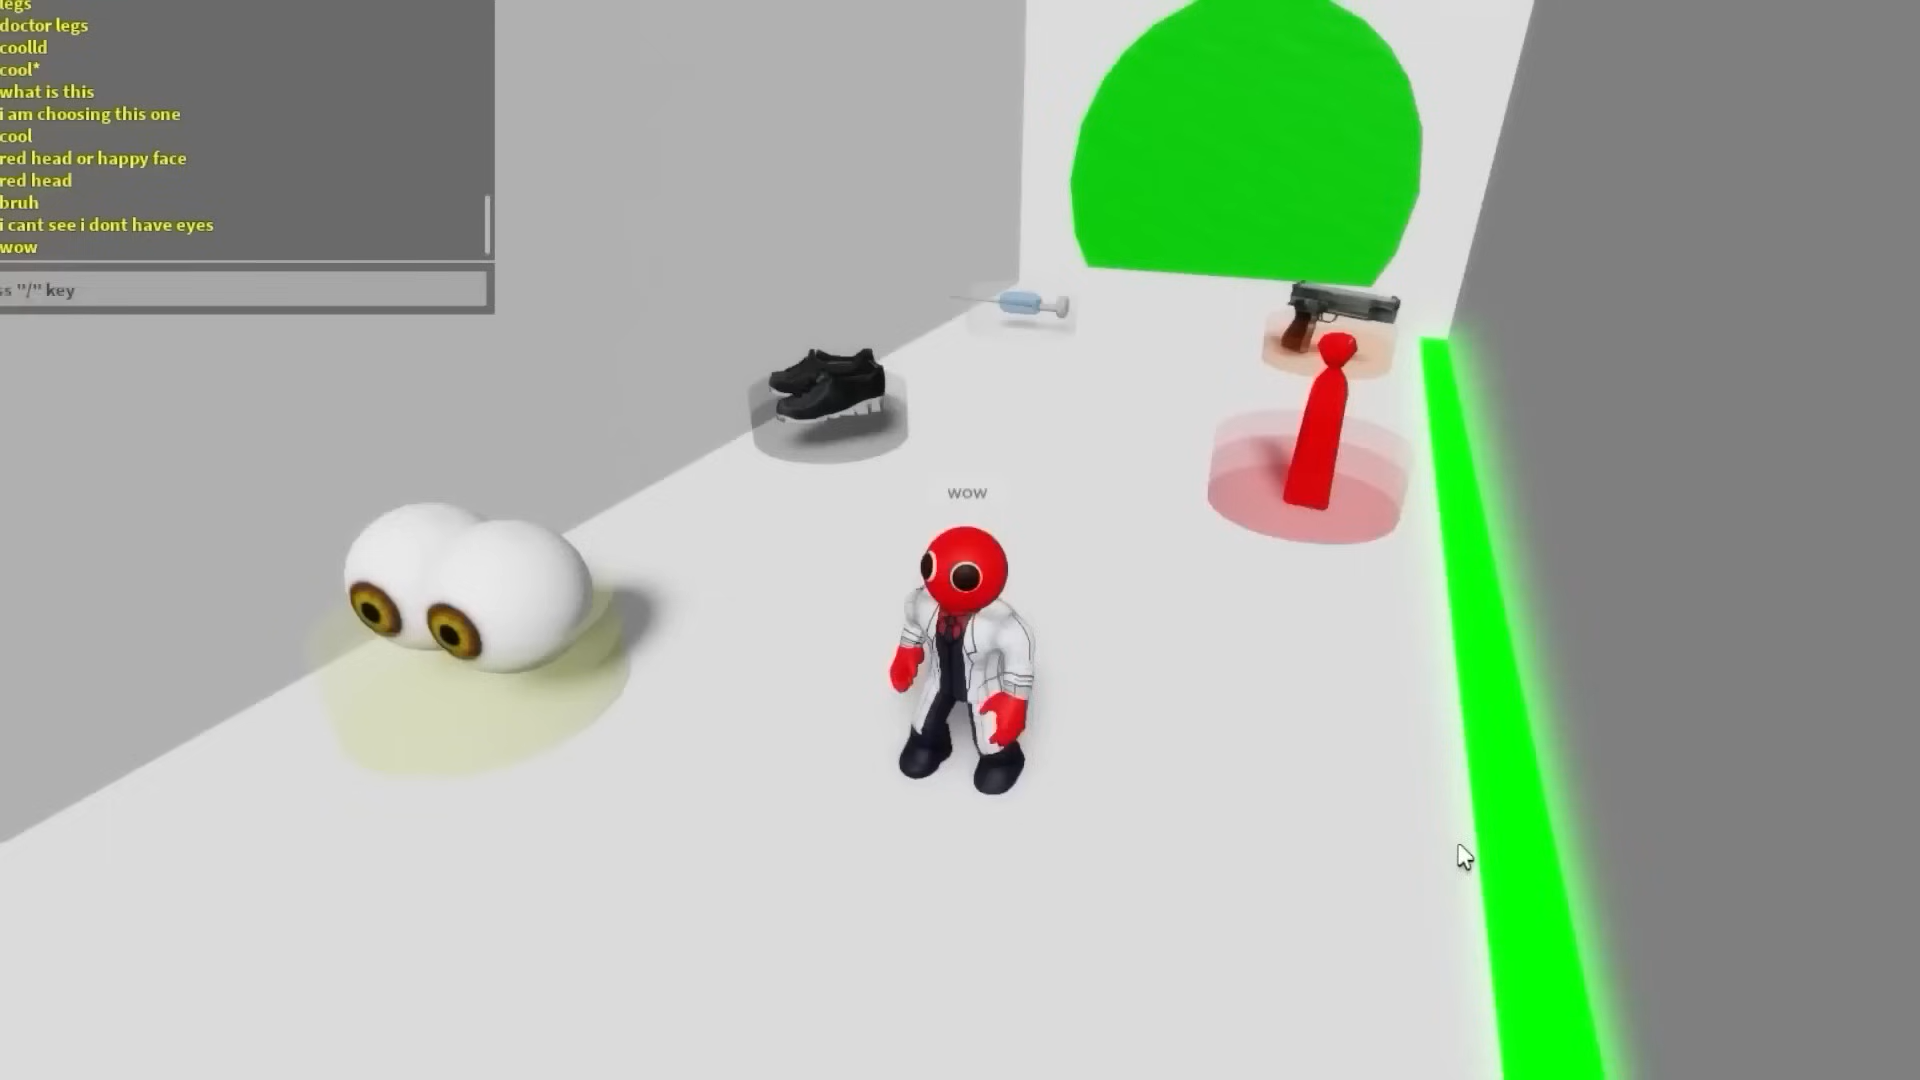 legs
doctor legs
coolld
cool*
what is this
i am choosing this one
cool
red head or happy face
red head
bruh
i cant see i dont have eyes
wow
ss "/" key
wow